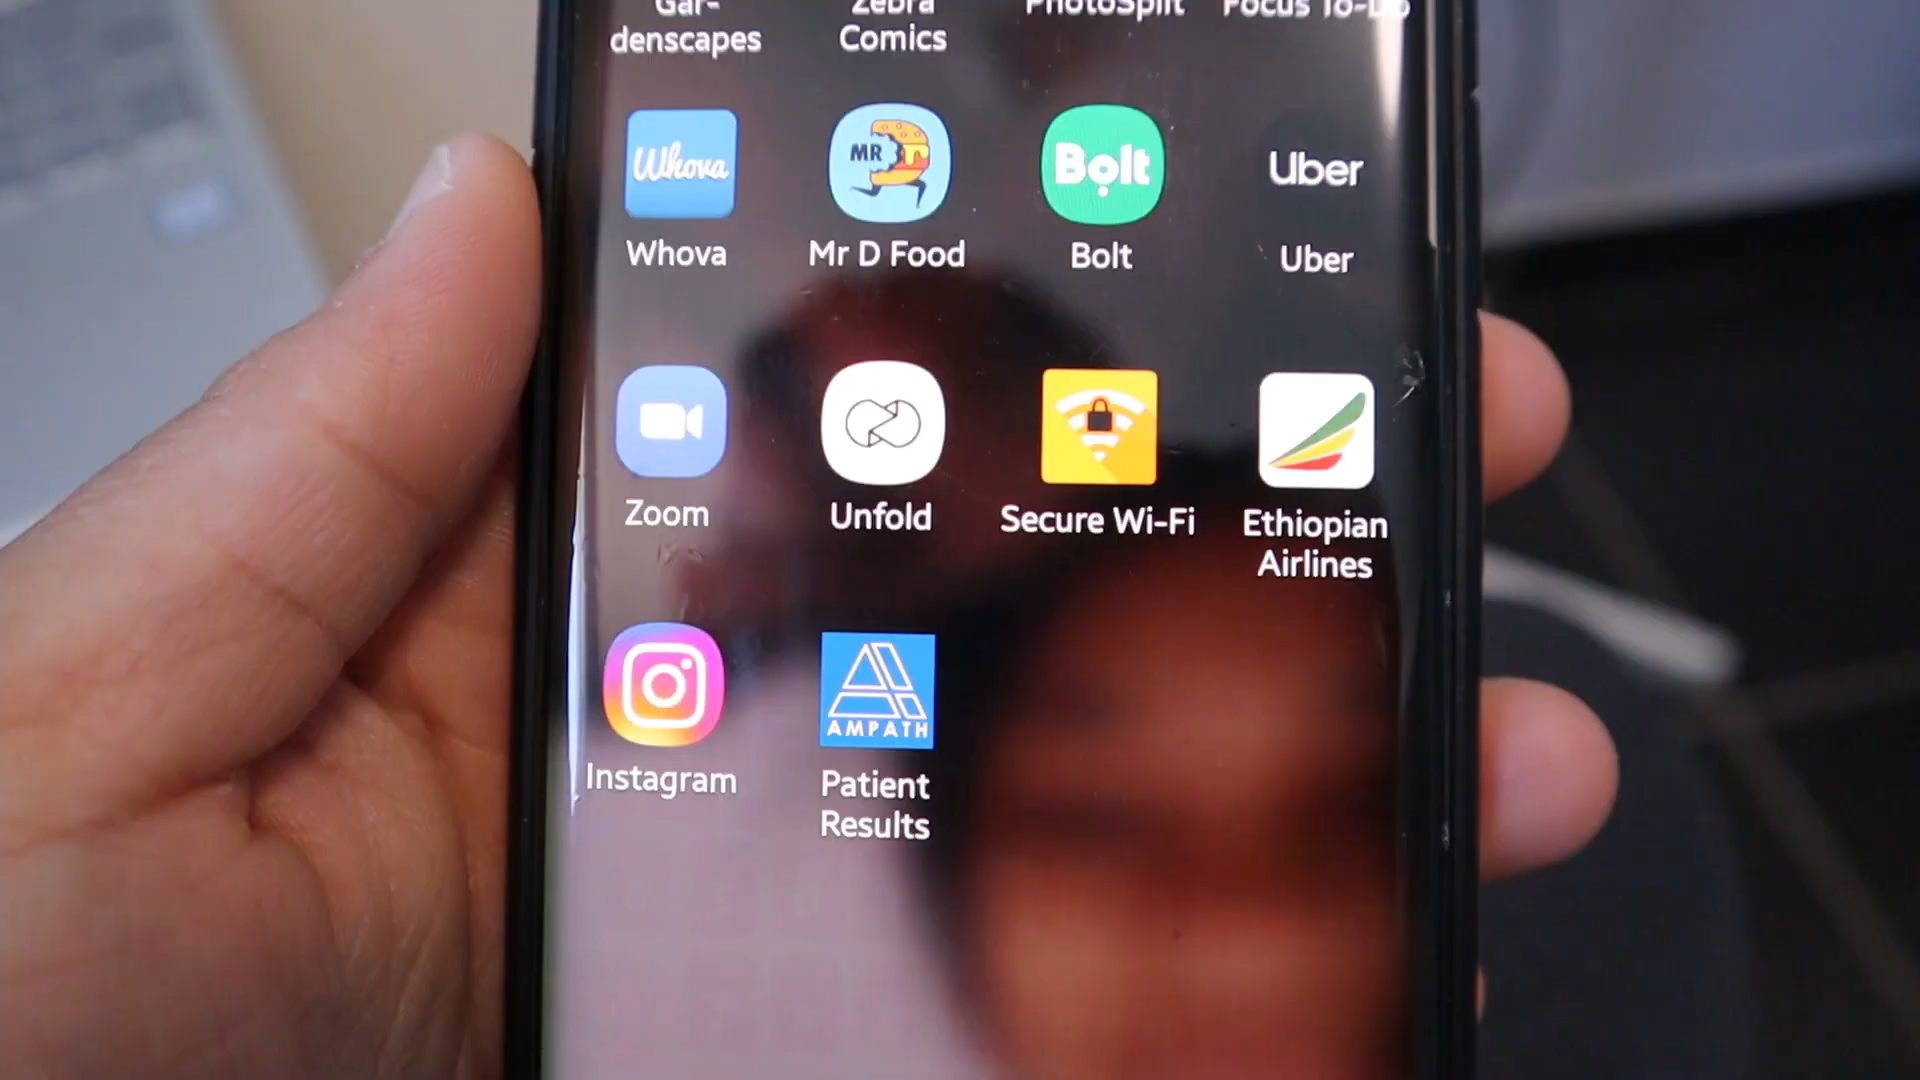 Gar-
denscapes
Zebra
Comics
PhotoSplit
Focus To-Do
Whova
MR D
Bolt
Uber
Whova
Mr D Food
Bolt
Uber
Zoom
Unfold
Secure Wi-Fi
Ethiopian
Airlines
AMPATH
Instagram
Patient
Results